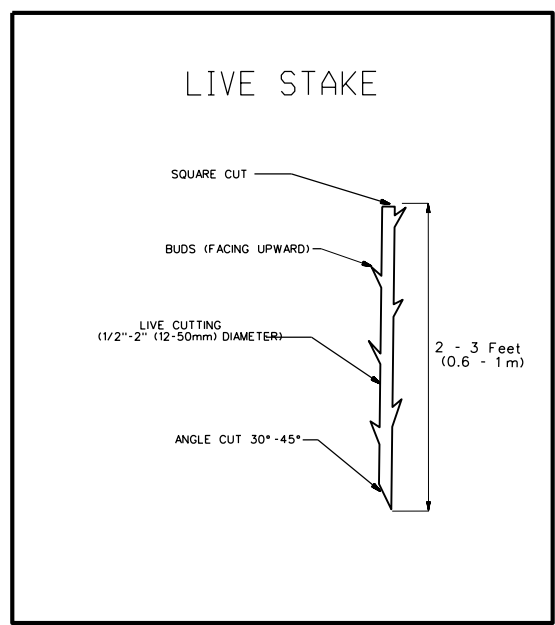 LIVE STAKE
SQUARE CUT
BUDS (FACING UPWARD)
LIVE CUTTING
(1/2"-2" (12-50mm) DIAMETER)
2 - 3 Feet
(0.6 - 1 m)
ANGLE CUT 30°-45°